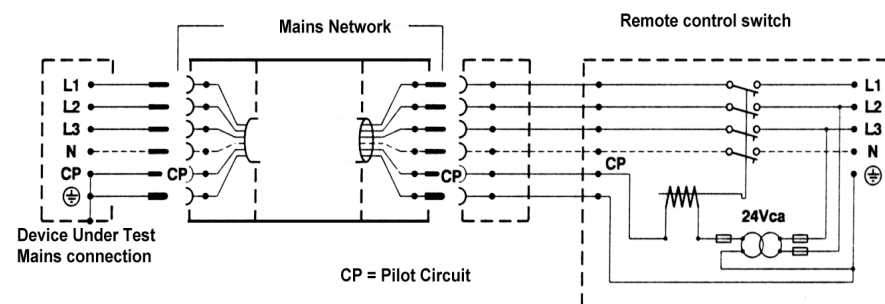 Mains Network
Remote control switch
L1
L2
L3
N
CP
CP
CP
CP
L1
L2
L3
N
24Vca
Device Under Test
Mains connection
CP = Pilot Circuit